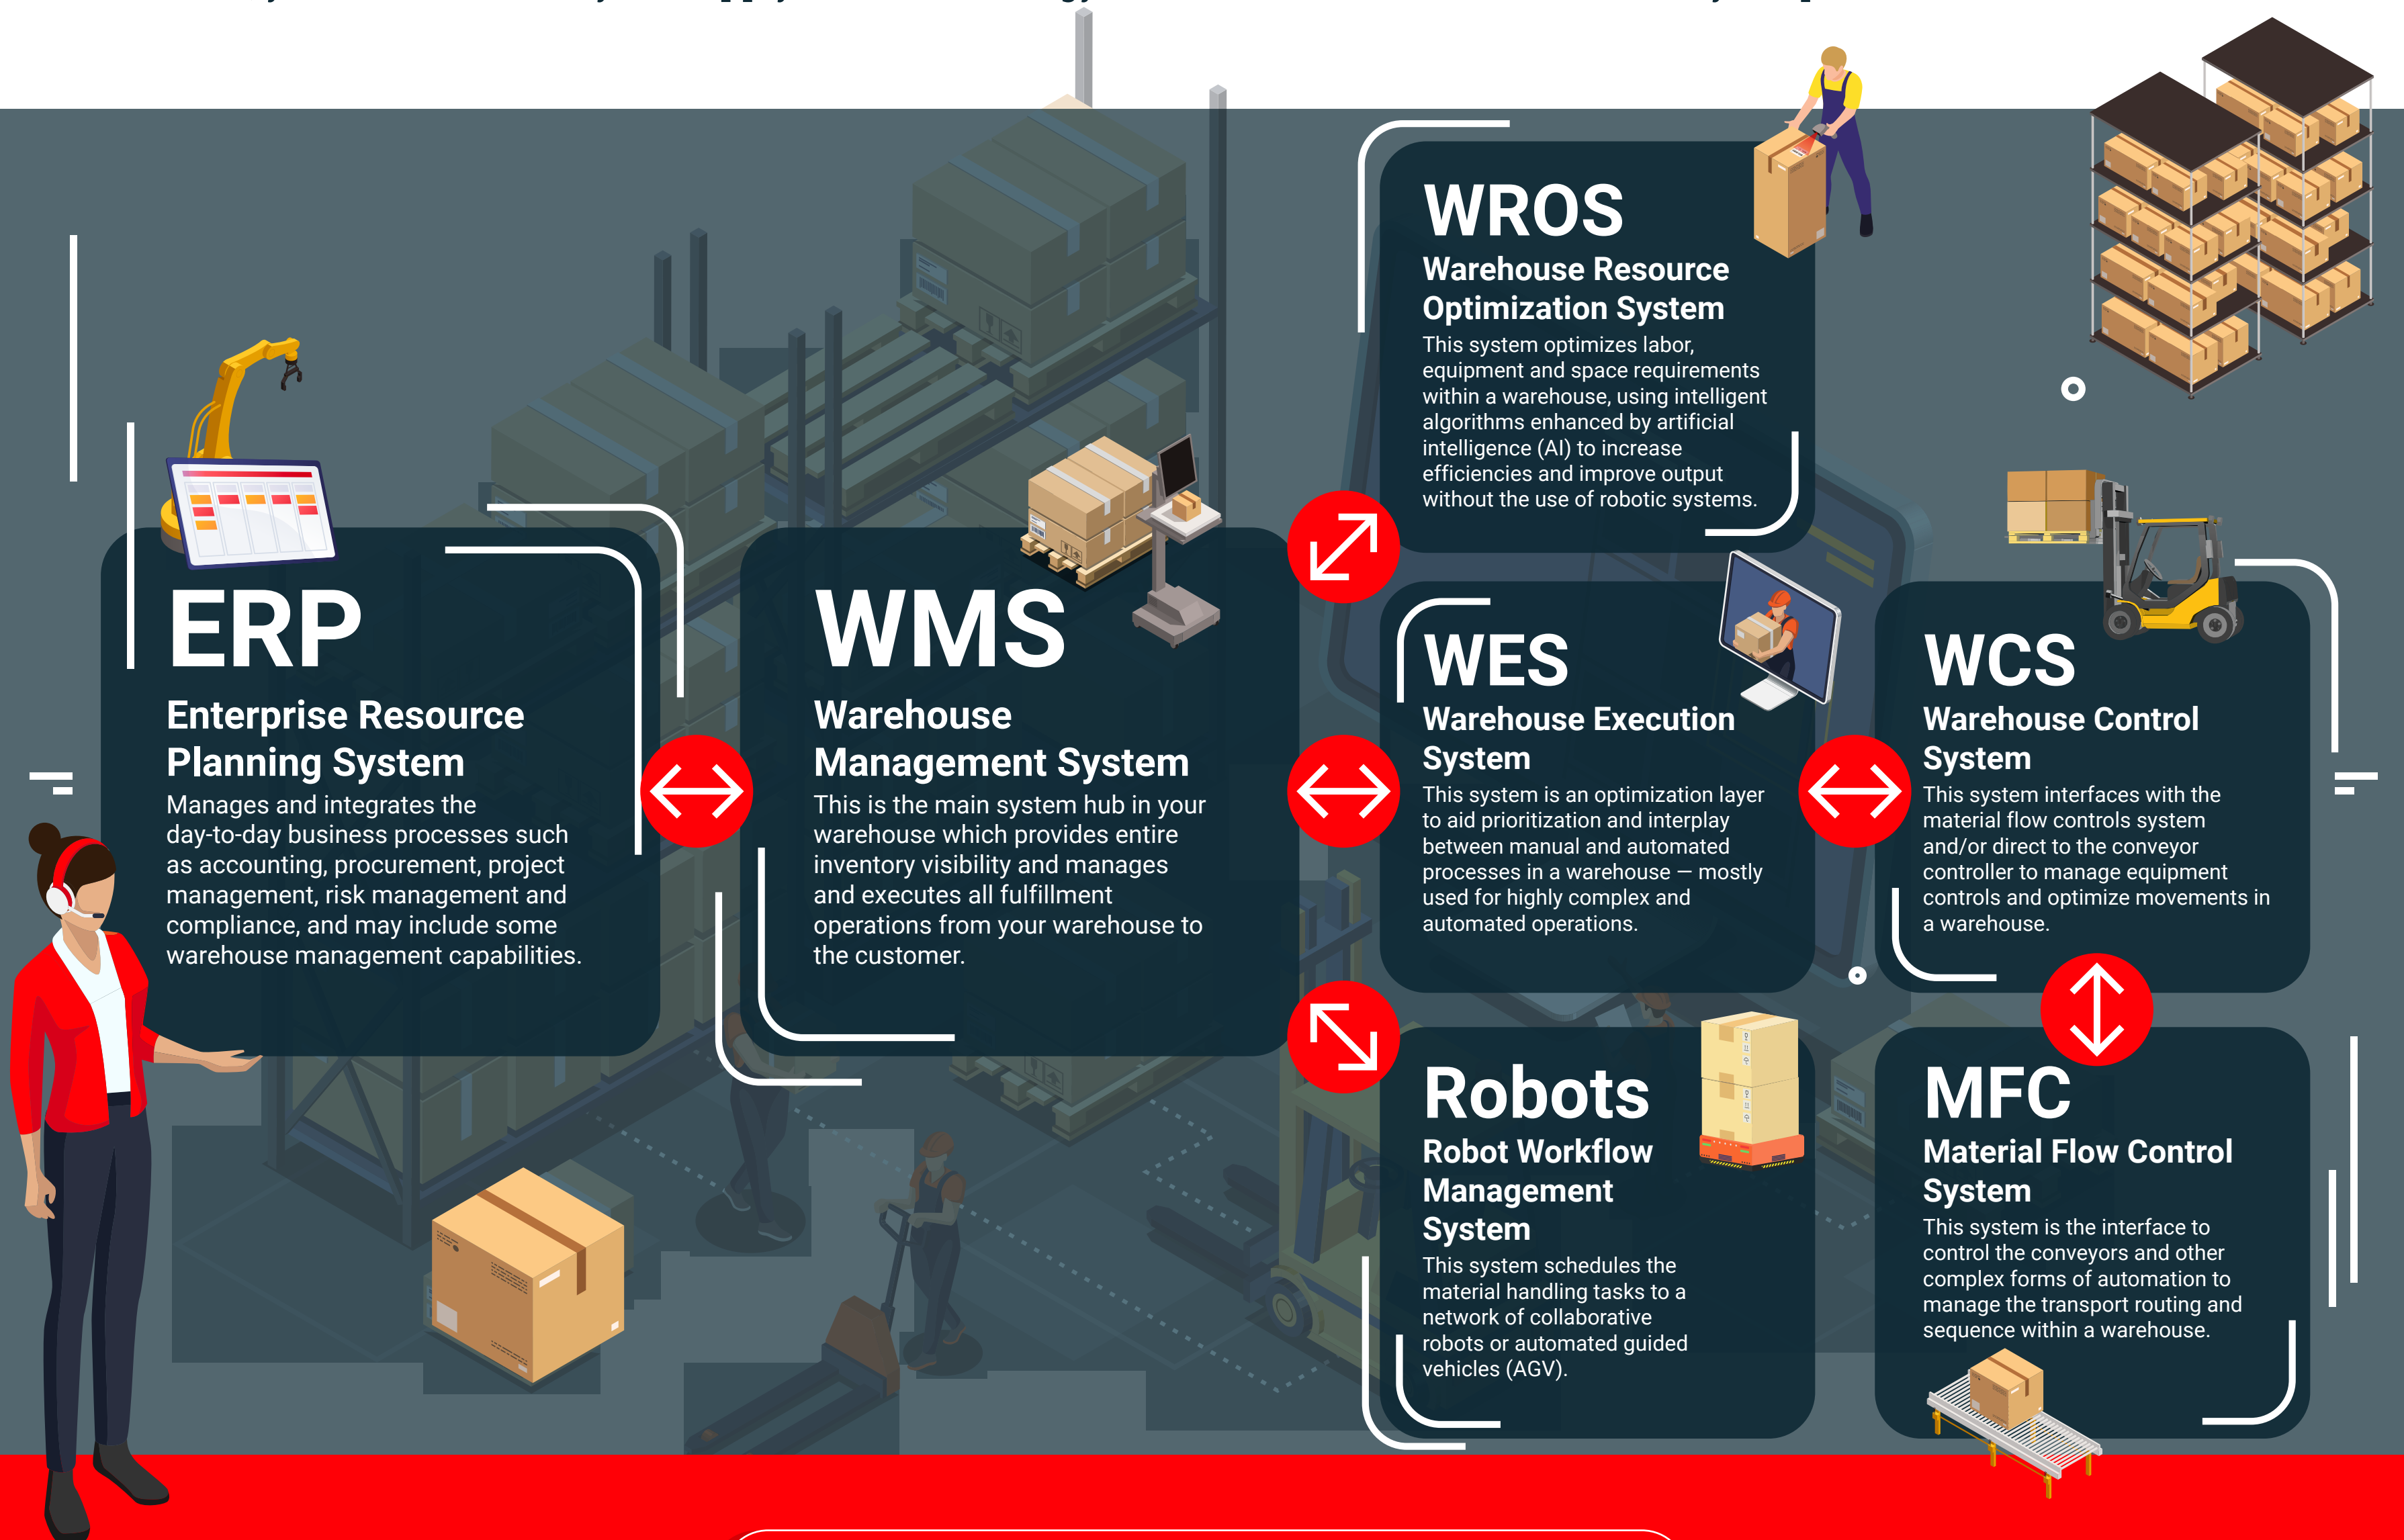 WROS
Warehouse Resource
Optimization System
This system optimizes labor,
equipment and space requirements
within a warehouse, using intelligent
algorithms enhanced by artificial
intelligence (AI) to increase
efficiencies and improve output
without the use of robotic systems.
ERP
Enterprise Resource
Planning System
Manages and integrates the
day-to-day business processes such
as accounting, procurement, project
management, risk management and
compliance, and may include some
warehouse management capabilities.
WMS
Warehouse
Management System
This is the main system hub in your
warehouse which provides entire
inventory visibility and manages
and executes all fulfillment
operations from your warehouse to
the customer.
WES
Warehouse Execution
System
This system is an optimization layer
to aid prioritization and interplay
between manual and automated
processes in a warehouse — mostly
used for highly complex and
automated operations.
WCS
Warehouse Control
System
This system interfaces with the
material flow controls system
and/or direct to the conveyor
controller to manage equipment
controls and optimize movements in
a warehouse.
Robots
Robot Workflow
Management
System
This system schedules the
material handling tasks to a
network of collaborative
robots or automated guided
vehicles (AGV).
MFC
Material Flow Control
System
This system is the interface to
control the conveyors and other
complex forms of automation to
manage the transport routing and
sequence within a warehouse.